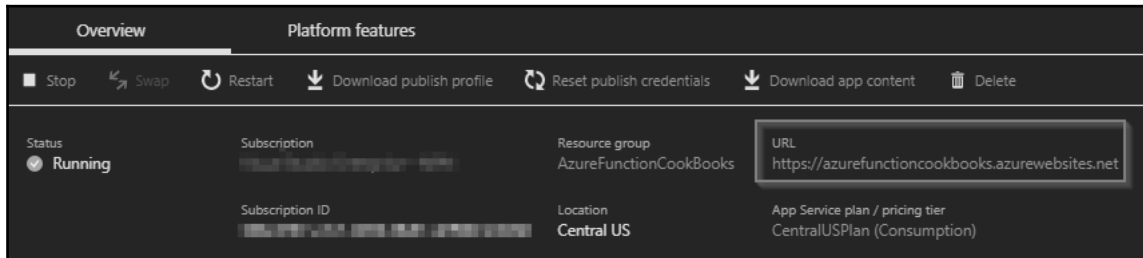 Overview Platform features
Stop Swap Restart Download publish profile Reset publish credentials Download app content Delete
Status Subscription Resource group URL
Running AzureFunctionCookBooks https://azurefunctioncookbooks.azurewebsites.net
Subscription ID Location App Service plan / pricing tier
Central US CentralUSPlan (Consumption)